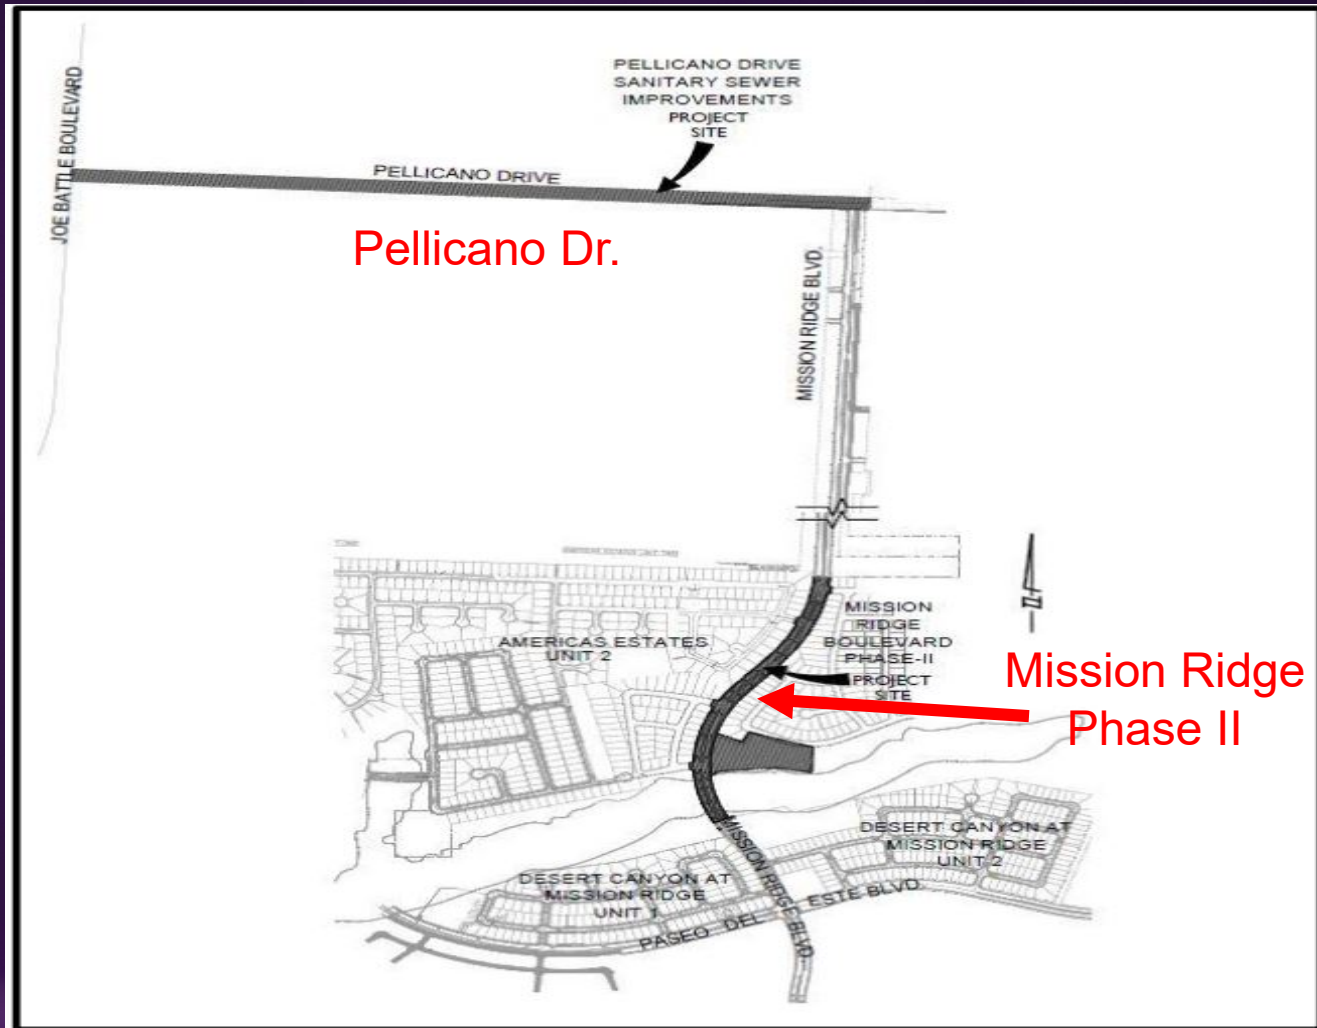 PELLICANO DRIVE
SANITARY SEWER
IMPROVEMENTS
PROJECT
SITE
JOE BATTLE BOULEVARD
PELLICANO DRIVE
Pellicano Dr.
MISSION RIDGE BLVD.
MISSION
RIDGE
BOULEVARD
PHASE-II
PROJECT
SITE
AMERICAS ESTATES
UNIT 2
Mission Ridge
Phase II
MISSION RIDGE BLVD.
DESERT CANYON AT
MISSION RIDGE
UNIT 2
DESERT CANYON AT
MISSION RIDGE
UNIT 1
PASEO DEL ESTE BLVD.